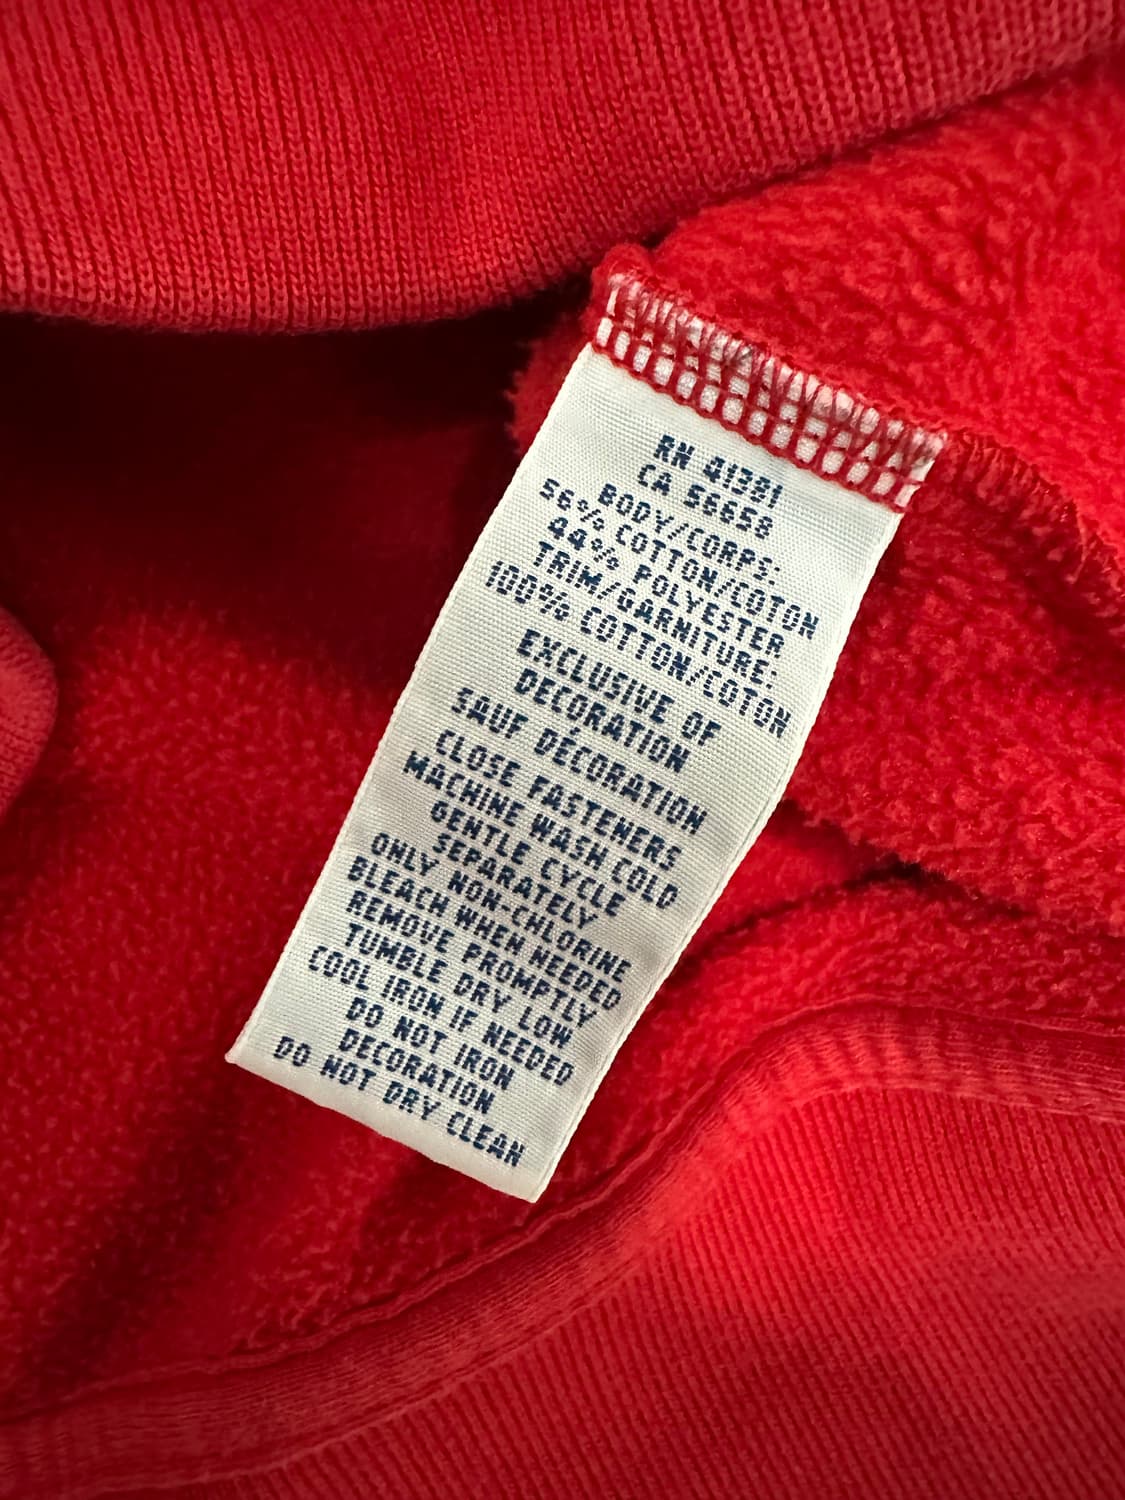 RN 41381
CA 56658
BODY/CORPS:
56% COTTON/COTON
44% POLYESTER
TRIM/GARNITURE:
100% COTTON/COTON
EXCLUSIVE OF
DECORATION
SAUF DÉCORATION
CLOSE FASTENERS
MACHINE WASH COLD
GENTLE CYCLE
SEPARATELY
ONLY NON-CHLORINE
BLEACH WHEN NEEDED
REMOVE PROMPTLY
TUMBLE DRY LOW
COOL IRON IF NEEDED
DO NOT IRON
DECORATION
DO NOT DRY CLEAN